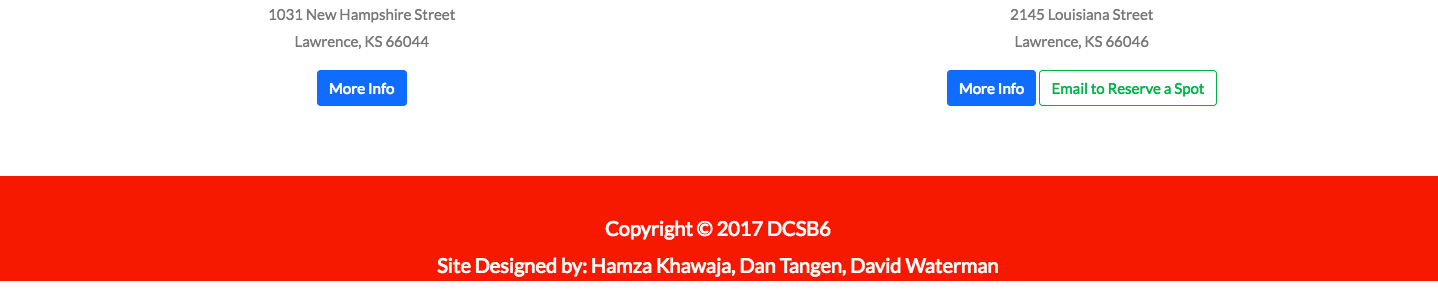 1031 New Hampshire Street
Lawrence, KS 66044
More Info
2145 Louisiana Street
Lawrence, KS 66046
More Info
Email to Reserve a Spot
Copyright © 2017 DCSB6
Site Designed by: Hamza Khawaja, Dan Tangen, David Waterman